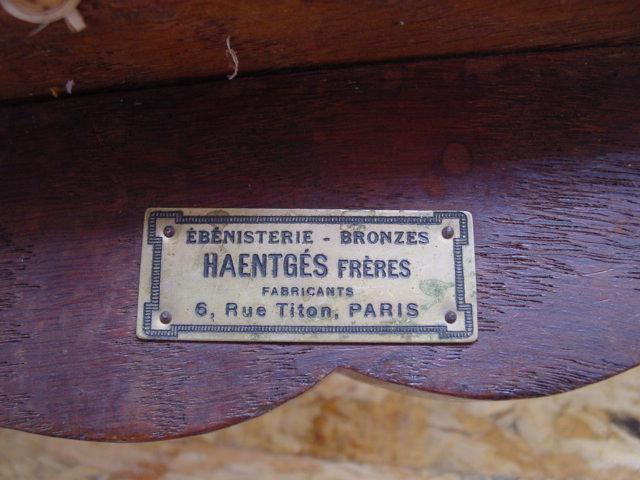 ÉBÉNISTERIE - BRONZES
HAENTGÉS FRÈRES
FABRICANTS
6, RUE TITON, PARIS